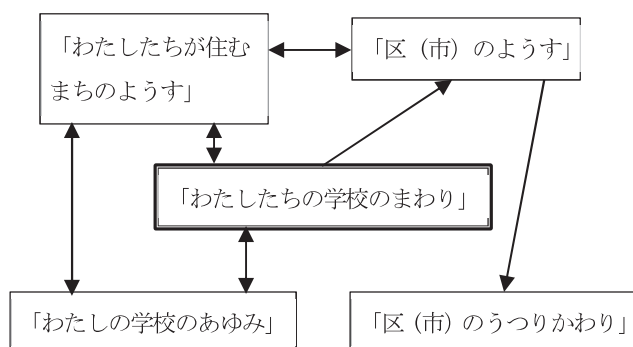 「わたしたちが住む
まちのようす」
「区（市）のようす」
「わたしたちの学校のまわり」
「わたしの学校のあゆみ」
「区（市）のうつりかわり」